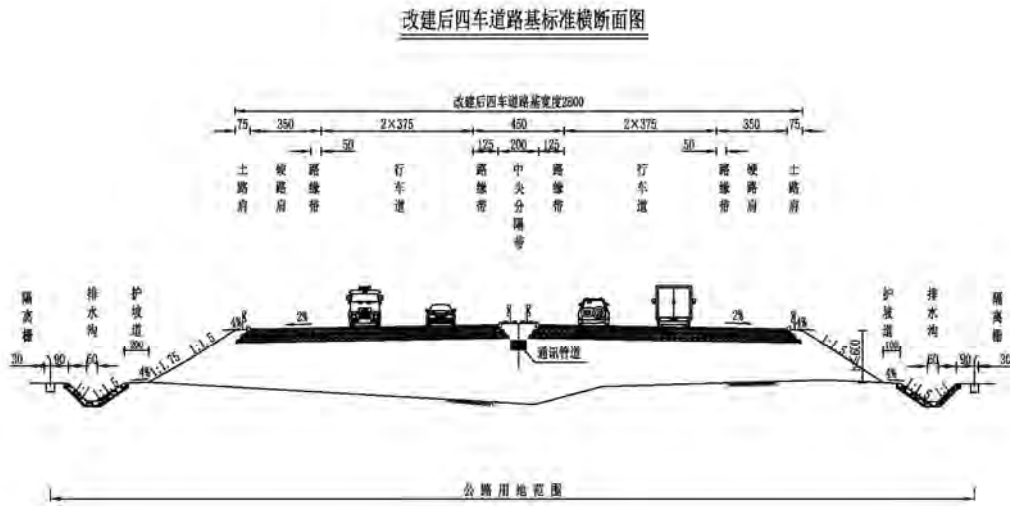 改建后四车道路基标准横断面图
改建后四车道路基宽度2800
75 350 2×375 450 2×375 350 75
50 125 200 125 50
土路肩 硬路肩 路缘带 行车道 路缘带 中央分隔带 路缘带 行车道 路缘带 硬路肩 土路肩
隔离栅 排水沟 护坡道 护坡道 排水沟 隔离栅
4% 2% 2% 4%
通讯管道
200 1:1.5 1:1.75 1:1.5 100
30 90 60 60 90 30
4% 4%
公路用地范围